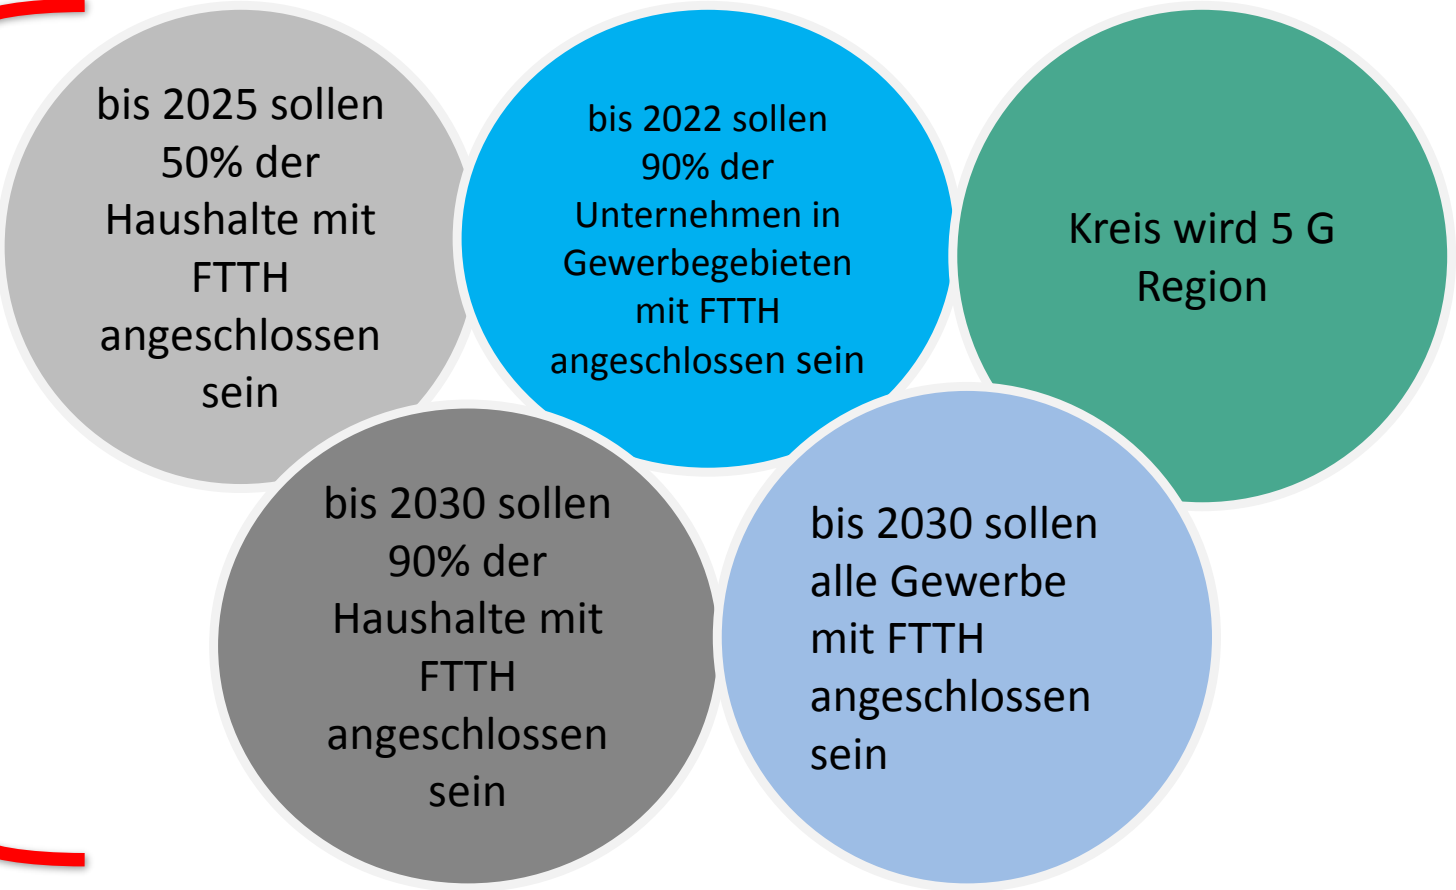 bis 2025 sollen
50% der
Haushalte mit
FTTH
angeschlossen
sein
bis 2022 sollen
90% der
Unternehmen in
Gewerbegebieten
mit FTTH
angeschlossen sein
Kreis wird 5 G
Region
bis 2030 sollen
90% der
Haushalte mit
FTTH
angeschlossen
sein
bis 2030 sollen
alle Gewerbe
mit FTTH
angeschlossen
sein